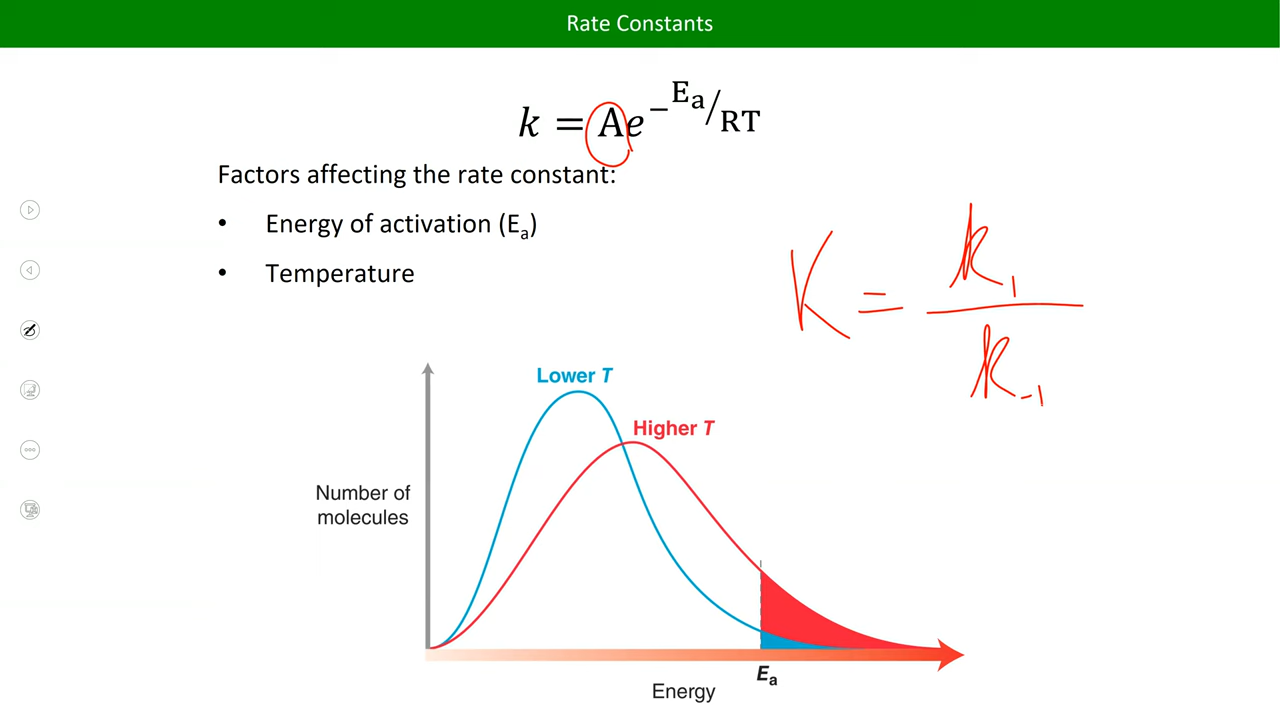 Rate Constants
k = Ae^−Ea/RT
Factors affecting the rate constant:
• Energy of activation (Ea)
• Temperature
K = k1 / k-1
Lower T
Higher T
Number of
molecules
Ea
Energy